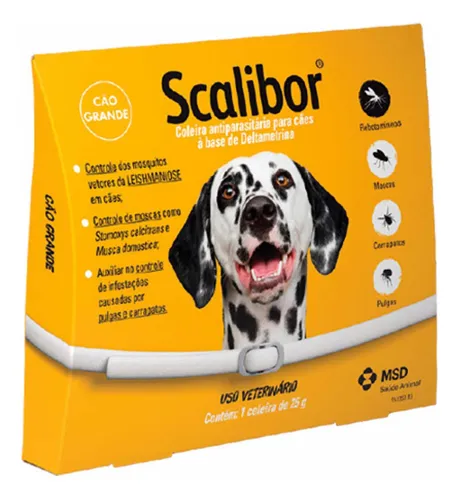 CÃO
GRANDE
Scalibor®
Coleira antiparasitária para cães
à base de Deltametrina
• Controle dos mosquitos
vetores da LEISHMANIOSE
em cães;
• Controle de moscas como
Stomoxys calcitrans e
Musca domestica;
• Auxiliar no controle
de infestações
causadas por
pulgas e carrapatos.
Flebotomíneos
Moscas
Carrapatos
Pulgas
CÃO GRANDE
USO VETERINÁRIO
Contém: 1 coleira de 25 g
MSD
Saúde Animal